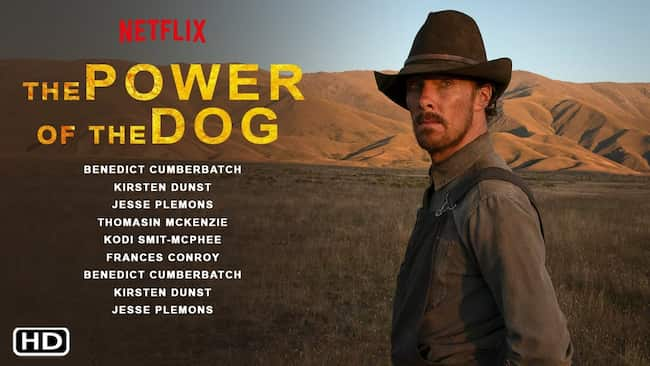 NETFLIX
THE POWER
OF THE DOG
BENEDICT CUMBERBATCH
KIRSTEN DUNST
JESSE PLEMONS
THOMASIN MCKENZIE
KODI SMIT-MCPHEE
FRANCES CONROY
BENEDICT CUMBERBATCH
KIRSTEN DUNST
JESSE PLEMONS
HD